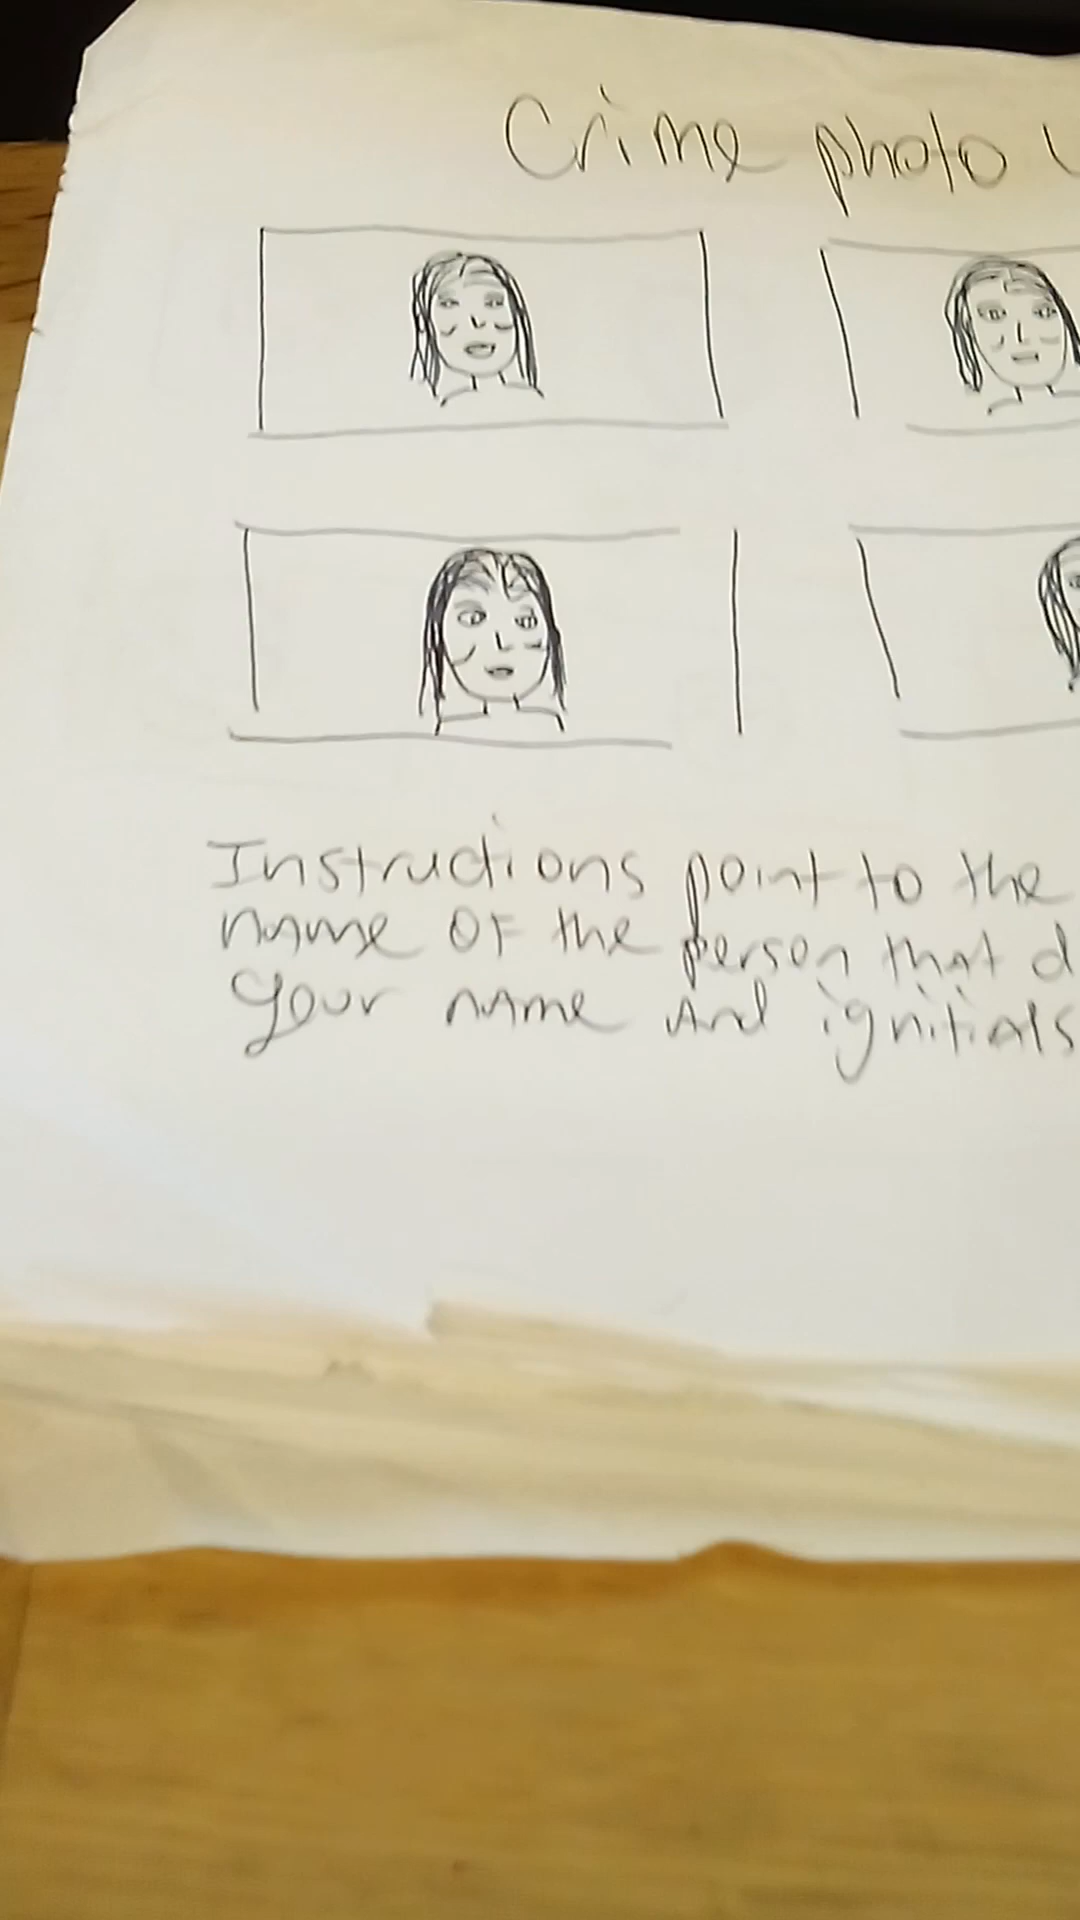 Crime photo
Instructions point to the
name OF the person that d
your name and ignitials